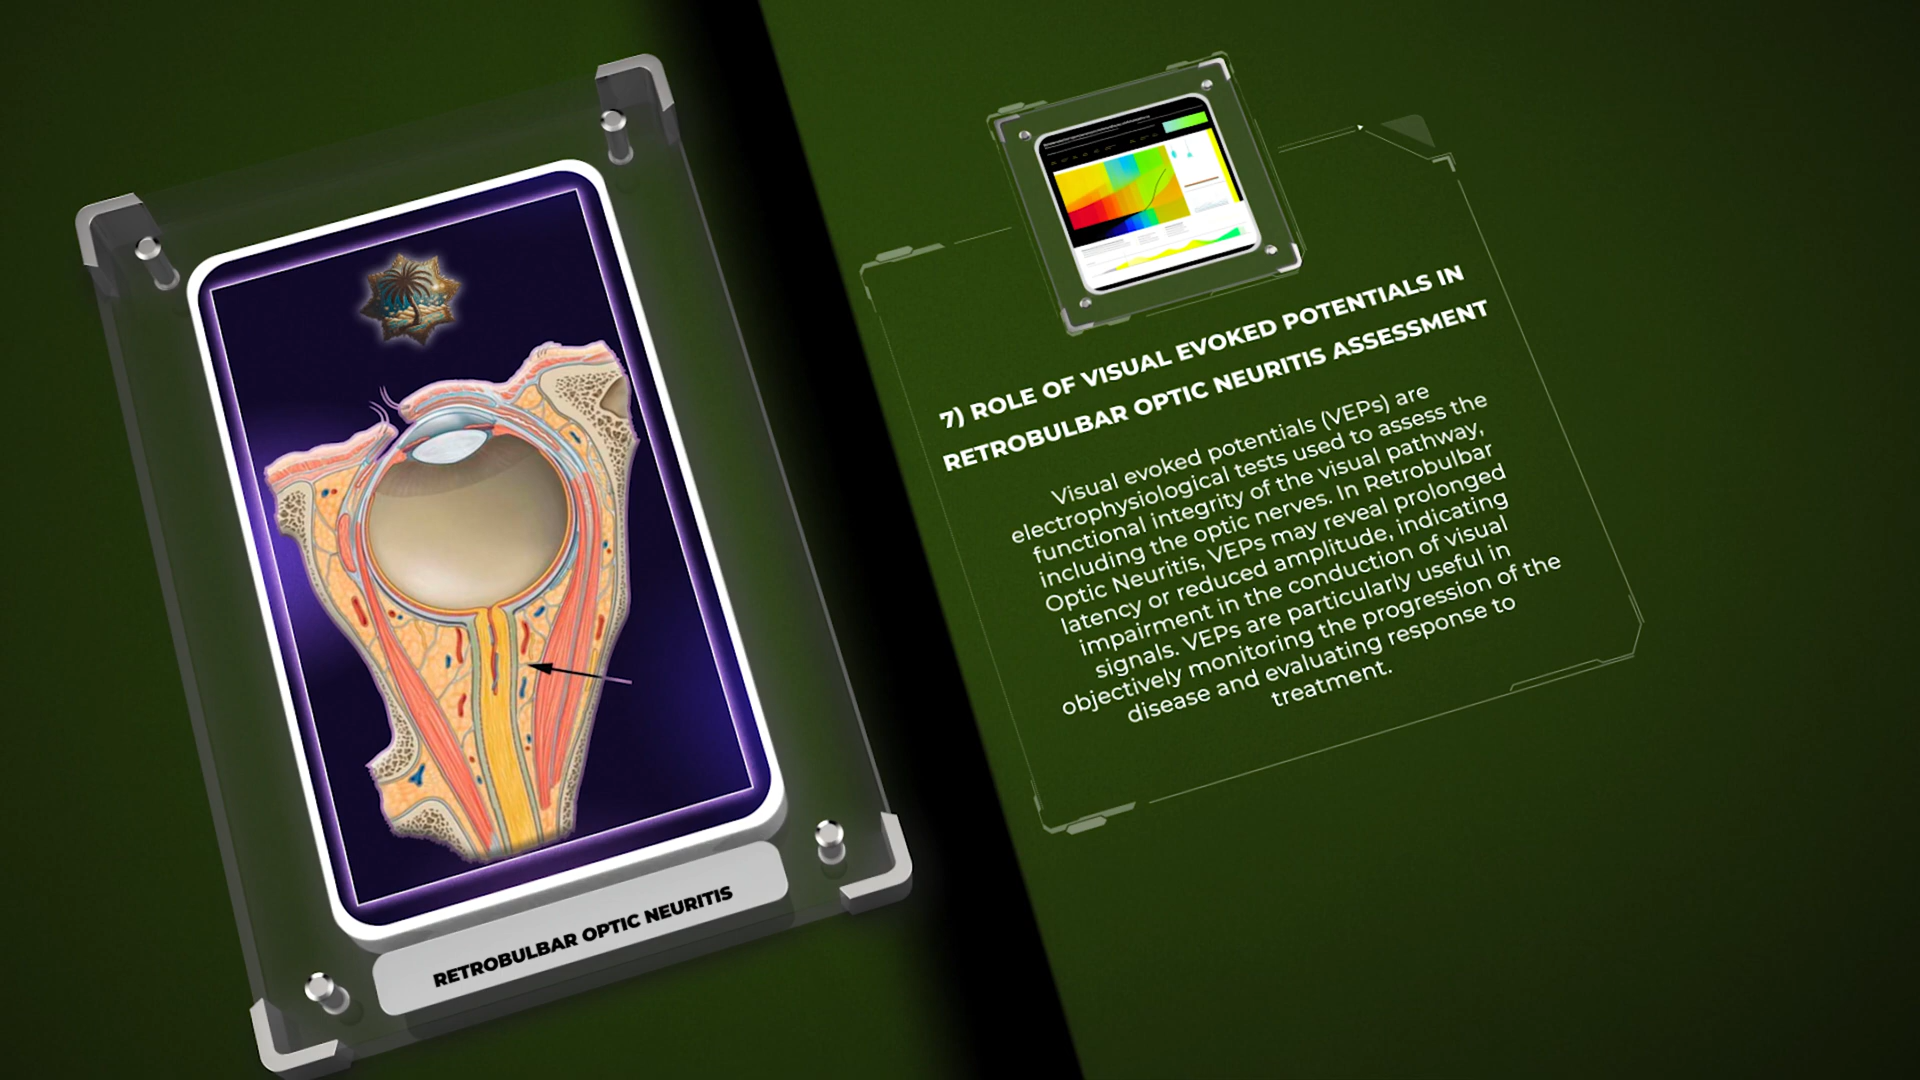 RETROBULBAR OPTIC NEURITIS
7) ROLE OF VISUAL EVOKED POTENTIALS IN
RETROBULBAR OPTIC NEURITIS ASSESSMENT
Visual evoked potentials (VEPs) are
electrophysiological tests used to assess the
functional integrity of the visual pathway,
including the optic nerves. In Retrobulbar
Optic Neuritis, VEPs may reveal prolonged
latency or reduced amplitude, indicating
impairment in the conduction of visual
signals. VEPs are particularly useful in
objectively monitoring the progression of the
disease and evaluating response to
treatment.